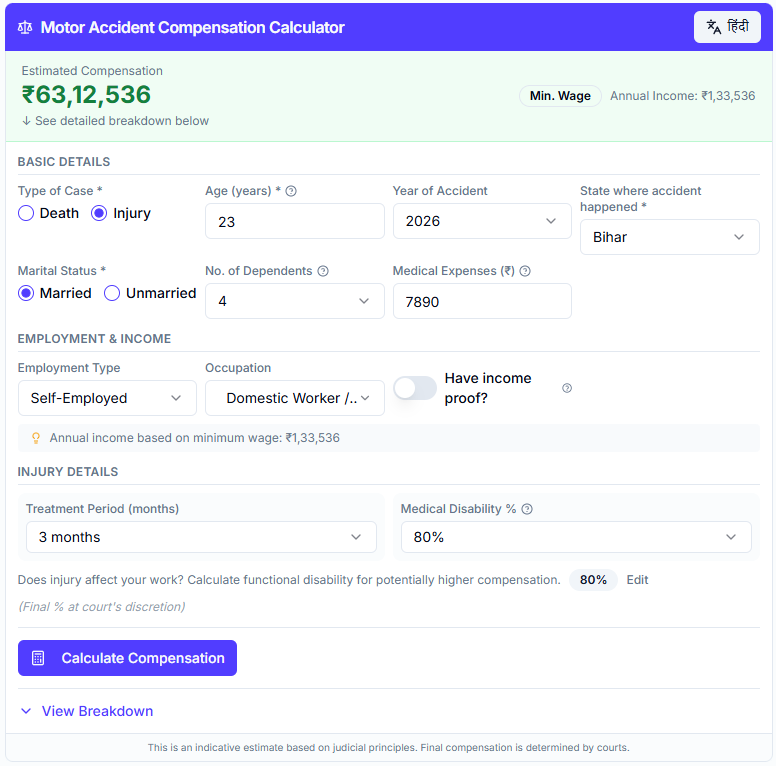 Motor Accident Compensation Calculator
हिंदी
Estimated Compensation
₹63,12,536
Min. Wage
Annual Income: ₹1,33,536
↓ See detailed breakdown below
BASIC DETAILS
Type of Case *
Death
Injury
Age (years) *
23
Year of Accident
2026
State where accident
happened *
Bihar
Marital Status *
Married
Unmarried
No. of Dependents
4
Medical Expenses (₹)
7890
EMPLOYMENT & INCOME
Employment Type
Self-Employed
Occupation
Domestic Worker /..
Have income
proof?
Annual income based on minimum wage: ₹1,33,536
INJURY DETAILS
Treatment Period (months)
3 months
Medical Disability %
80%
Does injury affect your work? Calculate functional disability for potentially higher compensation.
80%
Edit
(Final % at court's discretion)
Calculate Compensation
View Breakdown
This is an indicative estimate based on judicial principles. Final compensation is determined by courts.